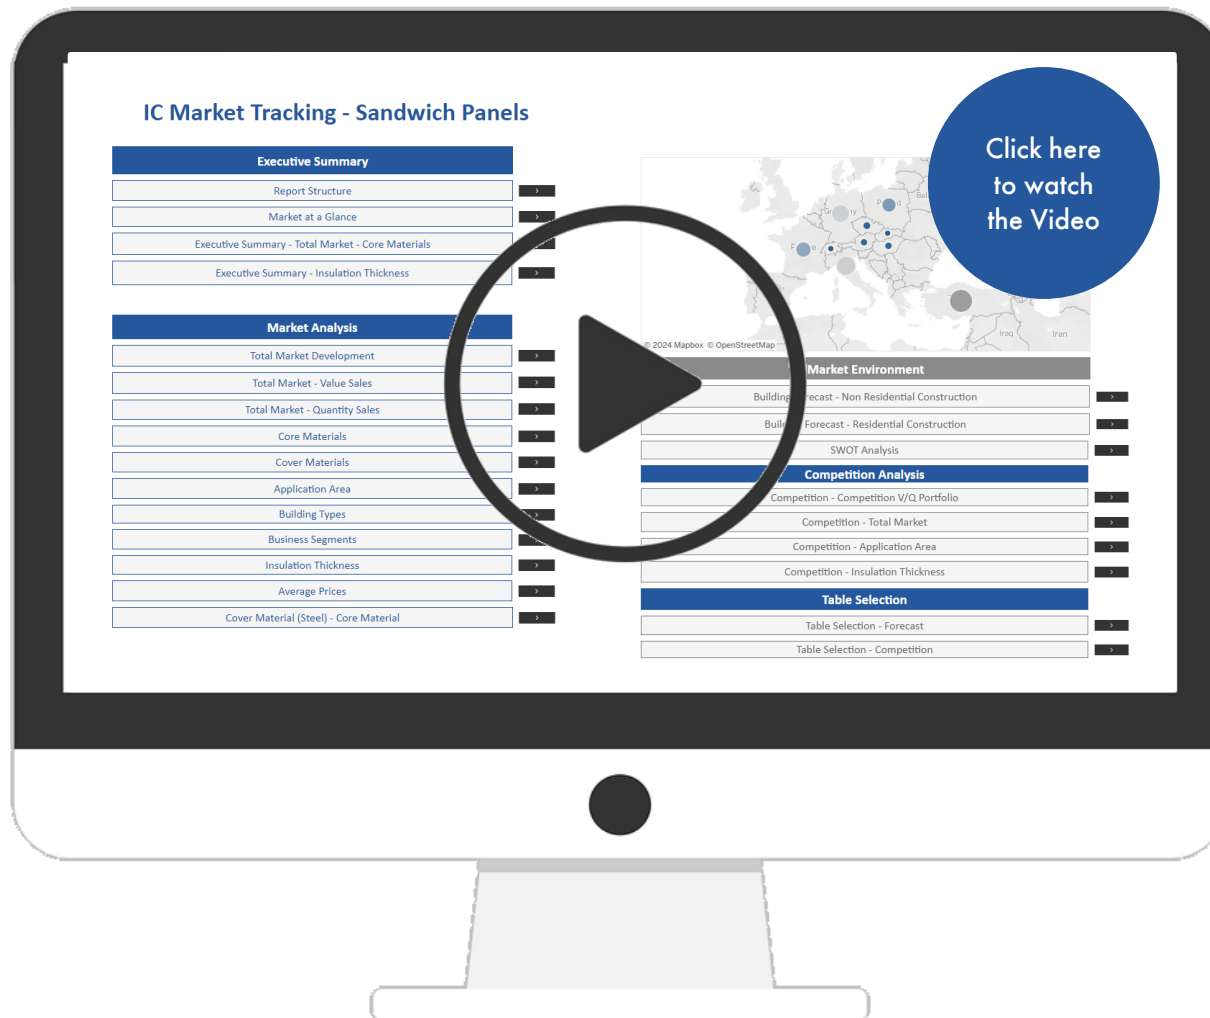 IC Market Tracking - Sandwich Panels
Executive Summary
Report Structure
Market at a Glance
Executive Summary - Total Market - Core Materials
Executive Summary - Insulation Thickness
Market Analysis
Total Market Development
Total Market - Value Sales
Total Market - Quantity Sales
Core Materials
Cover Materials
Application Area
Building Types
Business Segments
Insulation Thickness
Average Prices
Cover Material (Steel) - Core Material
Click here
to watch
the Video
Iraq
Iran
© 2024 Mapbox © OpenStreetMap
Market Environment
Building recast - Non Residential Construction
Buil Forecast - Residential Construction
SWOT Analysis
Competition Analysis
Competition - Competition V/Q Portfolio
Competition - Total Market
Competition - Application Area
Competition - Insulation Thickness
Table Selection
Table Selection - Forecast
Table Selection - Competition